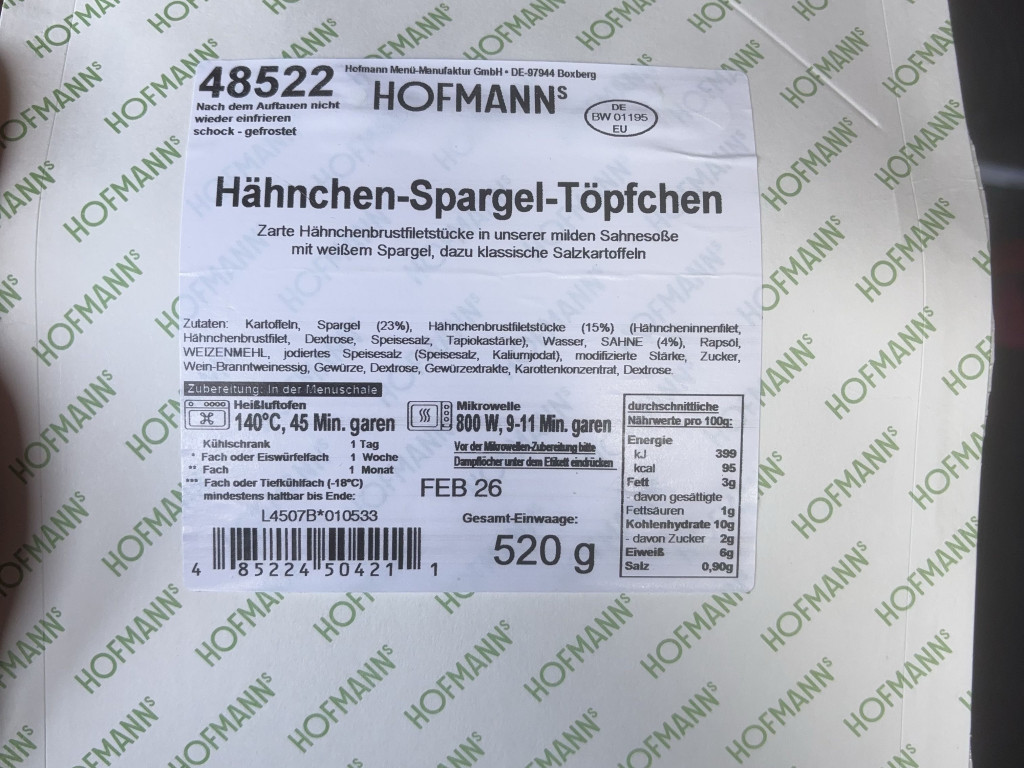 48522
Hofmann Menü-Manufaktur GmbH • DE-97944 Boxberg
HOFMANNS
DE
BW 01195
EU
Nach dem Auftauen nicht
wieder einfrieren
schock - gefrostet
Hähnchen-Spargel-Töpfchen
Zarte Hähnchenbrustfiletstücke in unserer milden Sahnesoße
mit weißem Spargel, dazu klassische Salzkartoffeln
Zutaten: Kartoffeln, Spargel (23%), Hähnchenbrustfiletstücke (15%) (Hähncheninnenfilet,
Hähnchenbrustfilet, Dextrose, Speisesalz, Tapiokastärke), Wasser, SAHNE (4%), Rapsöl,
WEIZENMEHL, jodiertes Speisesalz (Speisesalz, Kaliumjodat), modifizierte Stärke, Zucker,
Wein-Branntweinessig, Gewürze, Dextrose, Gewürzextrakte, Karottenkonzentrat, Dextrose.
Zubereitung: In der Menuschale
Heißluftofen
140°C, 45 Min. garen
Mikrowelle
800 W, 9-11 Min. garen
Vor der Mikrowellen-Zubereitung bitte
Dampflöcher unter dem Etikett eindrücken
Kühlschrank 1 Tag
* Fach oder Eiswürfelfach 1 Woche
** Fach 1 Monat
*** Fach oder Tiefkühlfach (-18°C)
mindestens haltbar bis Ende:
FEB 26
L4507B*010533
4 85224 50421 1
Gesamt-Einwaage:
520 g
durchschnittliche
Nährwerte pro 100g:
Energie
kJ 399
kcal 95
Fett 3g
- davon gesättigte
Fettsäuren 1g
Kohlenhydrate 10g
- davon Zucker 2g
Eiweiß 6g
Salz 0,90g